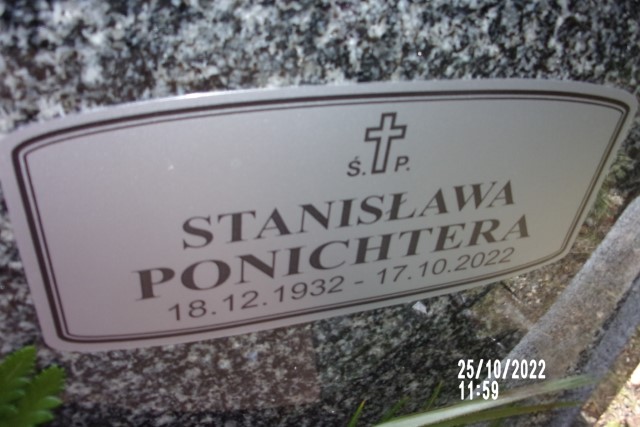 Ś. P.
STANISŁAWA
PONICHTERA
18.12.1932 - 17.10.2022
25/10/2022
11:59